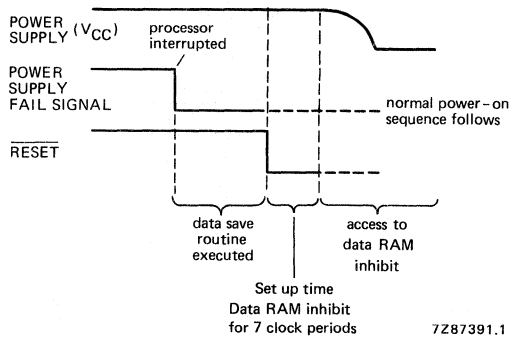 POWER
SUPPLY (VCC)
processor
interrupted
POWER
SUPPLY
FAIL SIGNAL
normal power-on
sequence follows
RESET
data save
routine
executed
access to
data RAM
inhibit
Set up time
Data RAM inhibit
for 7 clock periods
7Z87391.1